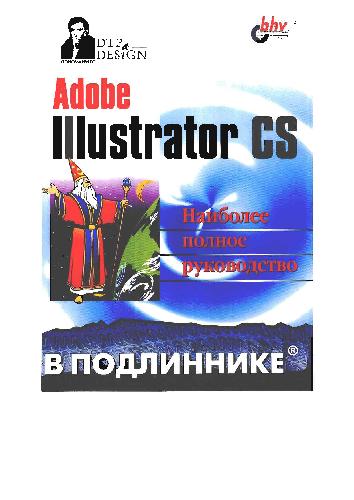 DTP
& DESIGN
bhv
Adobe
Illustrator CS
Наиболее
полное
руководство
В ПОДЛИННИКЕ®